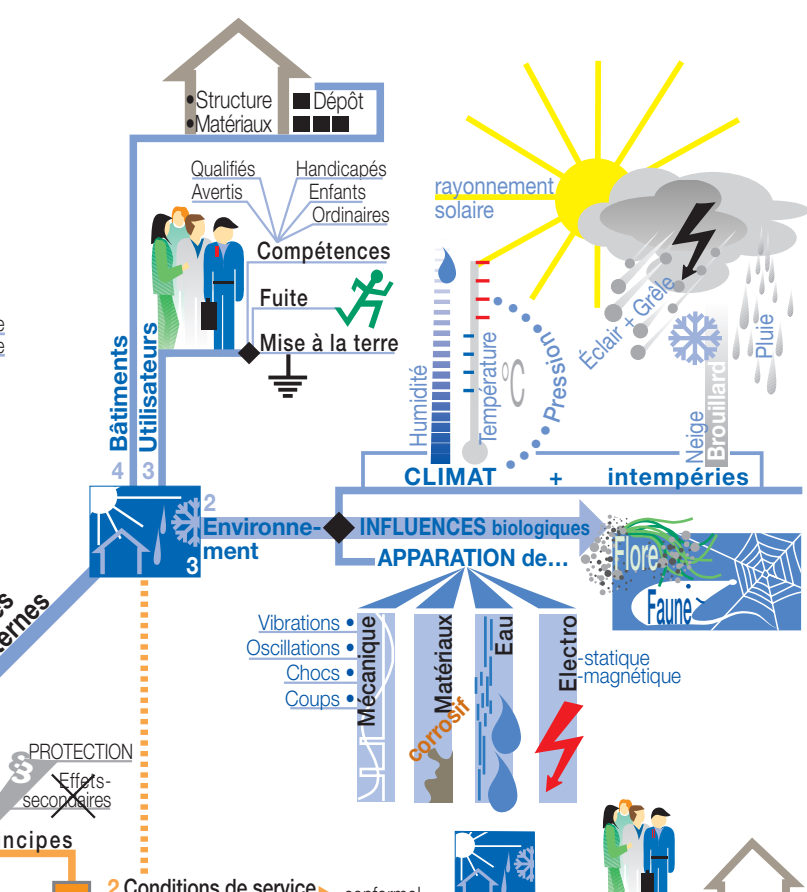 •Structure
•Matériaux
Dépôt
Qualifiés
Avertis
Handicapés
Enfants
Ordinaires
Compétences
Fuite
Mise à la terre
Bâtiments
Utilisateurs
4 3
rayonnement
solaire
Humidité
Température
°C
Pression
Éclair + Grêle
Neige
Brouillard
Pluie
CLIMAT + intempéries
2
Environne-
ment
3
INFLUENCES biologiques
APPARATION de...
Flore
Faune
Vibrations •
Oscillations •
Chocs •
Coups •
Mécanique
Matériaux
corrosif
Eau
Electro
-statique
-magnétique
§
PROTECTION
Effets-
secondaires
ncipes
2 Conditions de service